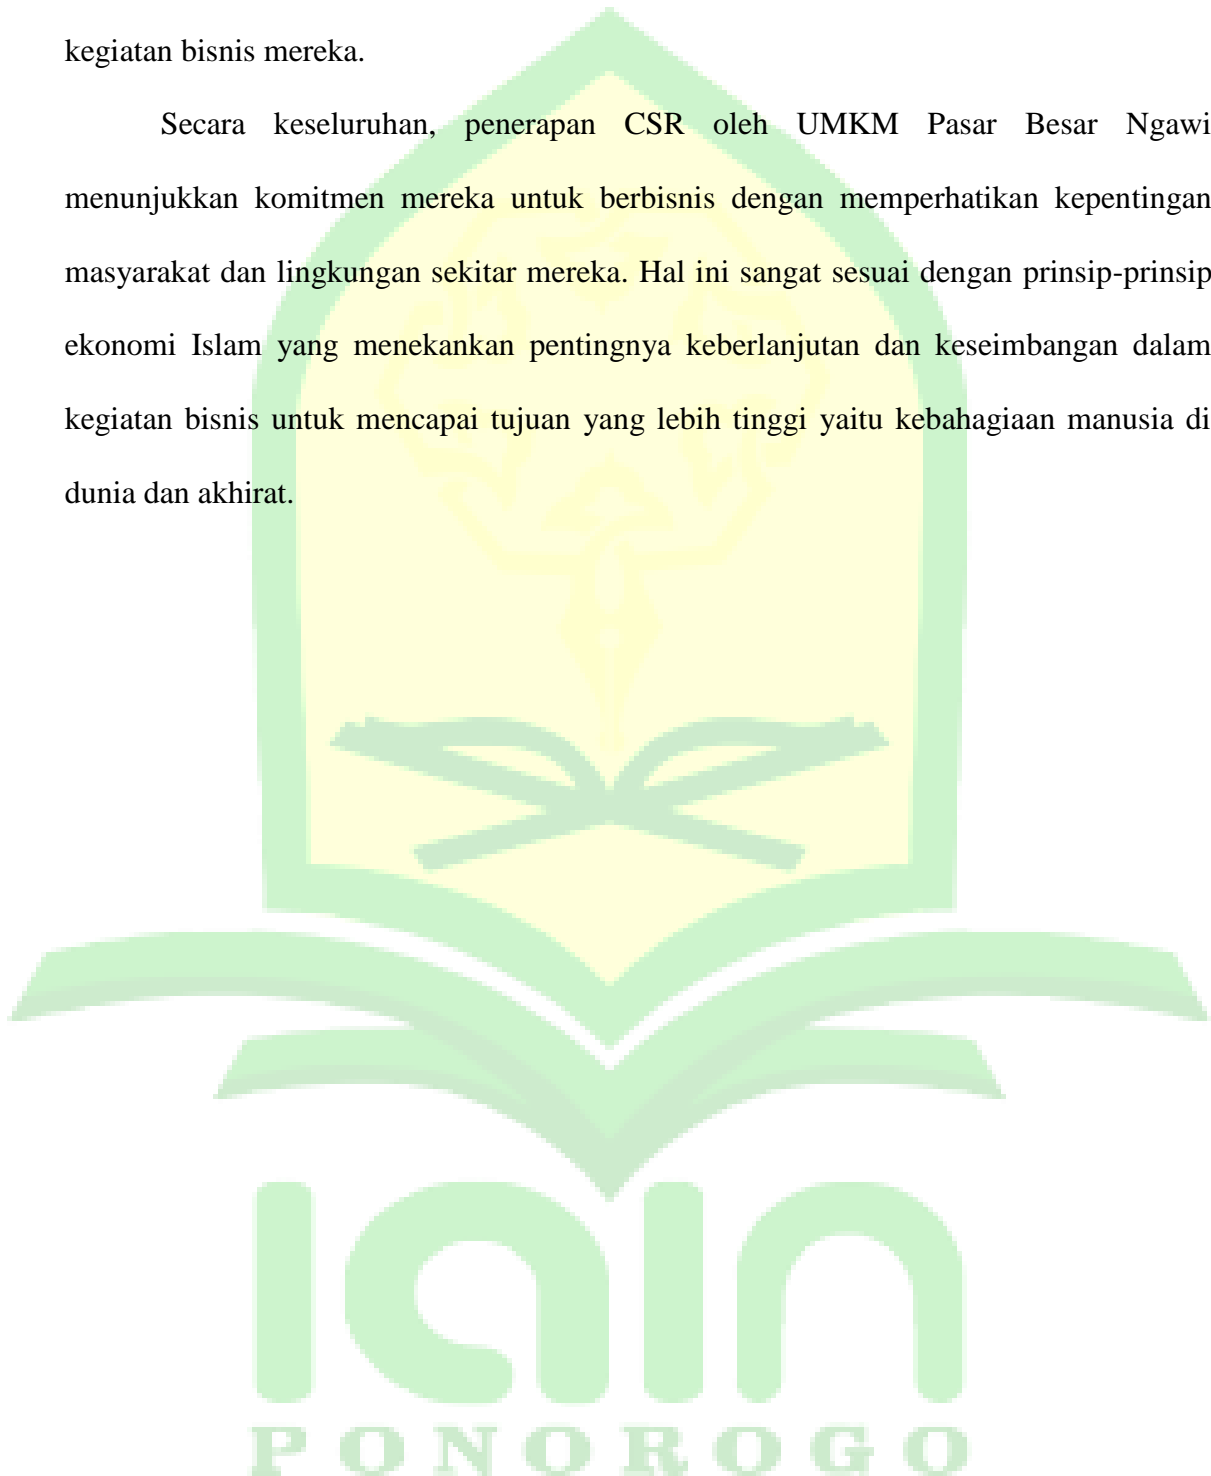 kegiatan bisnis mereka.
Secara keseluruhan, penerapan CSR oleh UMKM Pasar Besar Ngawi
menunjukkan komitmen mereka untuk berbisnis dengan memperhatikan kepentingan
masyarakat dan lingkungan sekitar mereka. Hal ini sangat sesuai dengan prinsip-prinsip
ekonomi Islam yang menekankan pentingnya keberlanjutan dan keseimbangan dalam
kegiatan bisnis untuk mencapai tujuan yang lebih tinggi yaitu kebahagiaan manusia di
dunia dan akhirat.
IAIN
PONOROGO